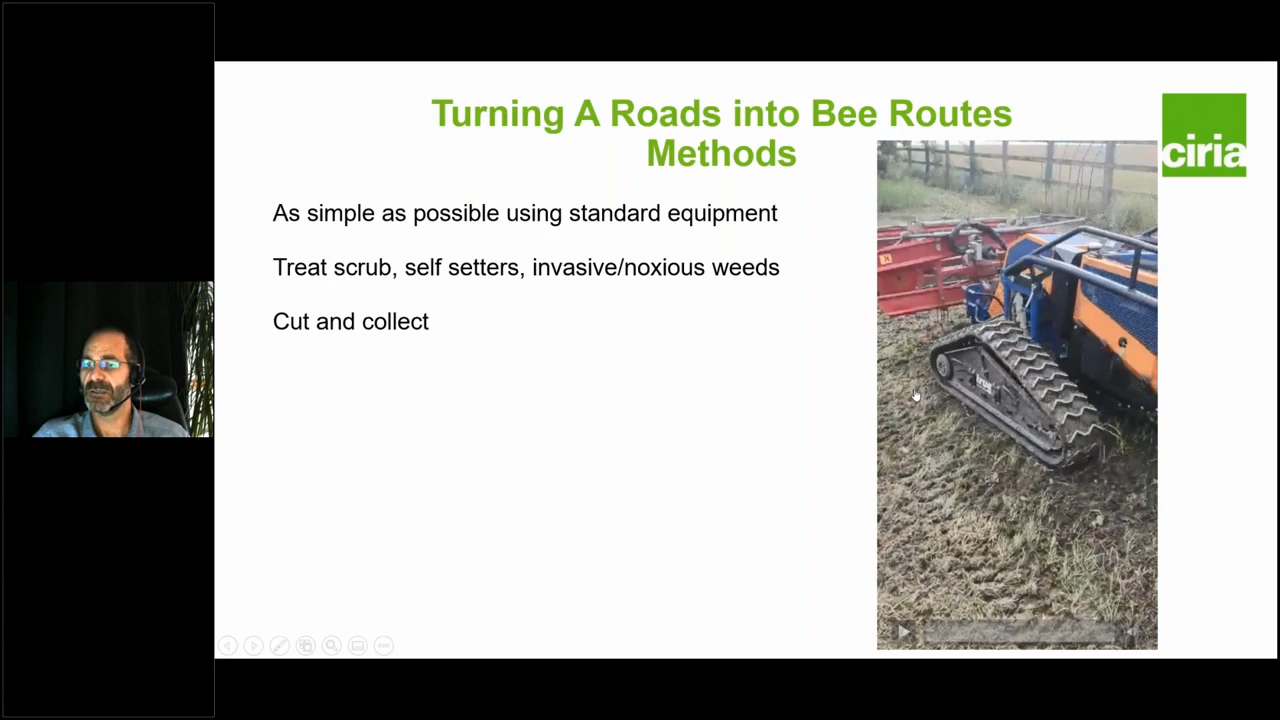 Turning A Roads into Bee Routes
Methods
ciria
As simple as possible using standard equipment
Treat scrub, self setters, invasive/noxious weeds
Cut and collect